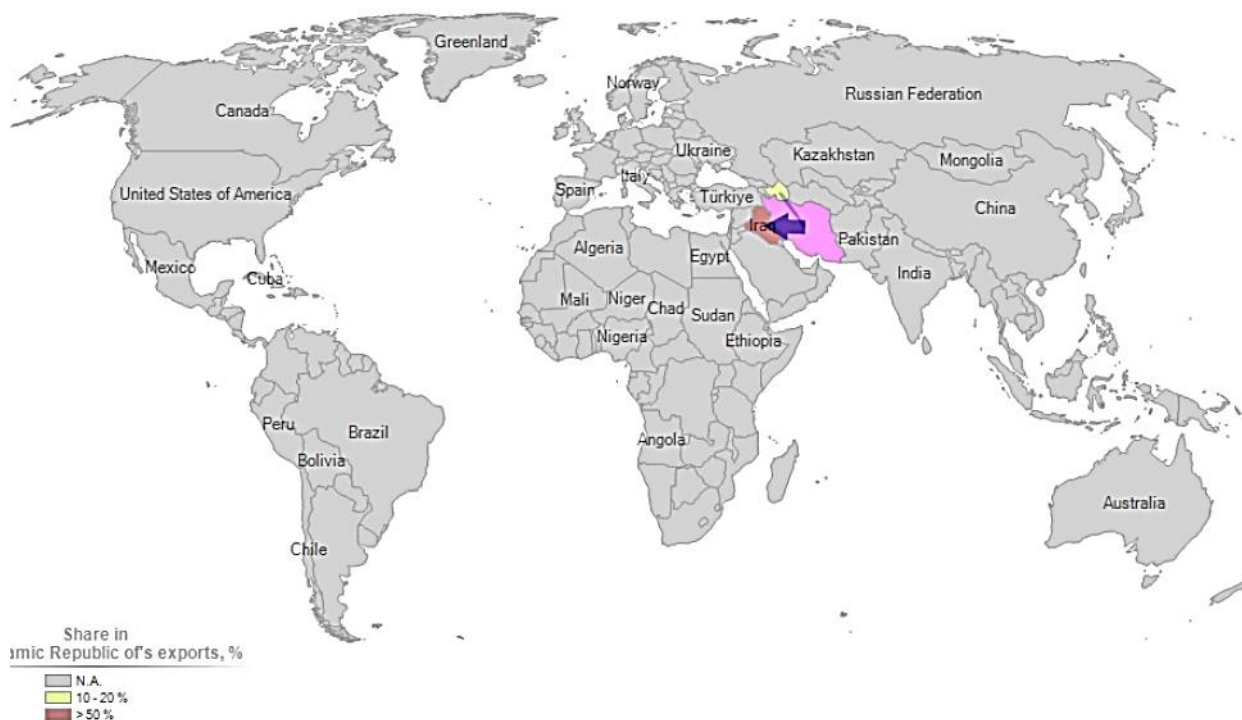 Greenland
Norway
Russian Federation
Canada
Ukraine
Kazakhstan
Mongolia
United States of America
Spain
Italy
Türkiye
China
Iraq
Pakistan
Algeria
Egypt
India
Mexico
Cuba
Mali
Niger
Chad
Sudan
Nigeria
Ethiopia
Peru
Brazil
Angola
Bolivia
Australia
Chile
Share in
amic Republic of's exports, %
N.A.
10 - 20 %
> 50 %